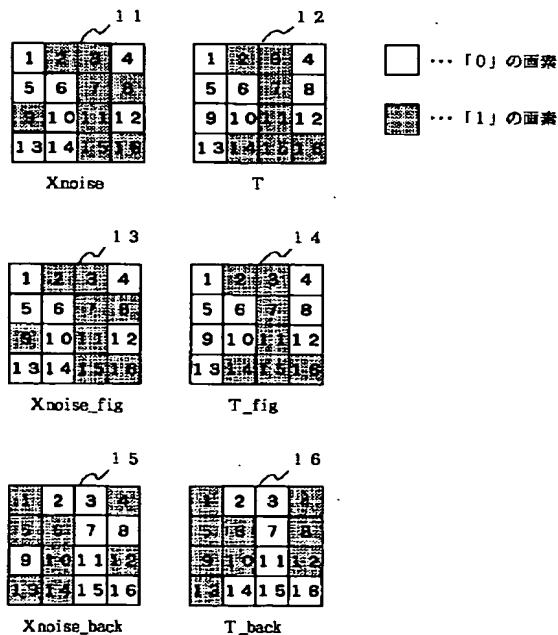 11
12
1 2 3 4
5 6 7 8
9 10 11 12
13 14 15 16
Xnoise
1 2 3 4
5 6 7 8
9 10 11 12
13 14 15 16
T
… 「0」の画素
… 「1」の画素
13
14
1 2 3 4
5 6 7 8
9 10 11 12
13 14 15 16
Xnoise_fig
1 2 3 4
5 6 7 8
9 10 11 12
13 14 15 16
T_fig
15
16
1 2 3 4
5 6 7 8
9 10 11 12
13 14 15 16
Xnoise_back
1 2 3 4
5 6 7 8
9 10 11 12
13 14 15 16
T_back